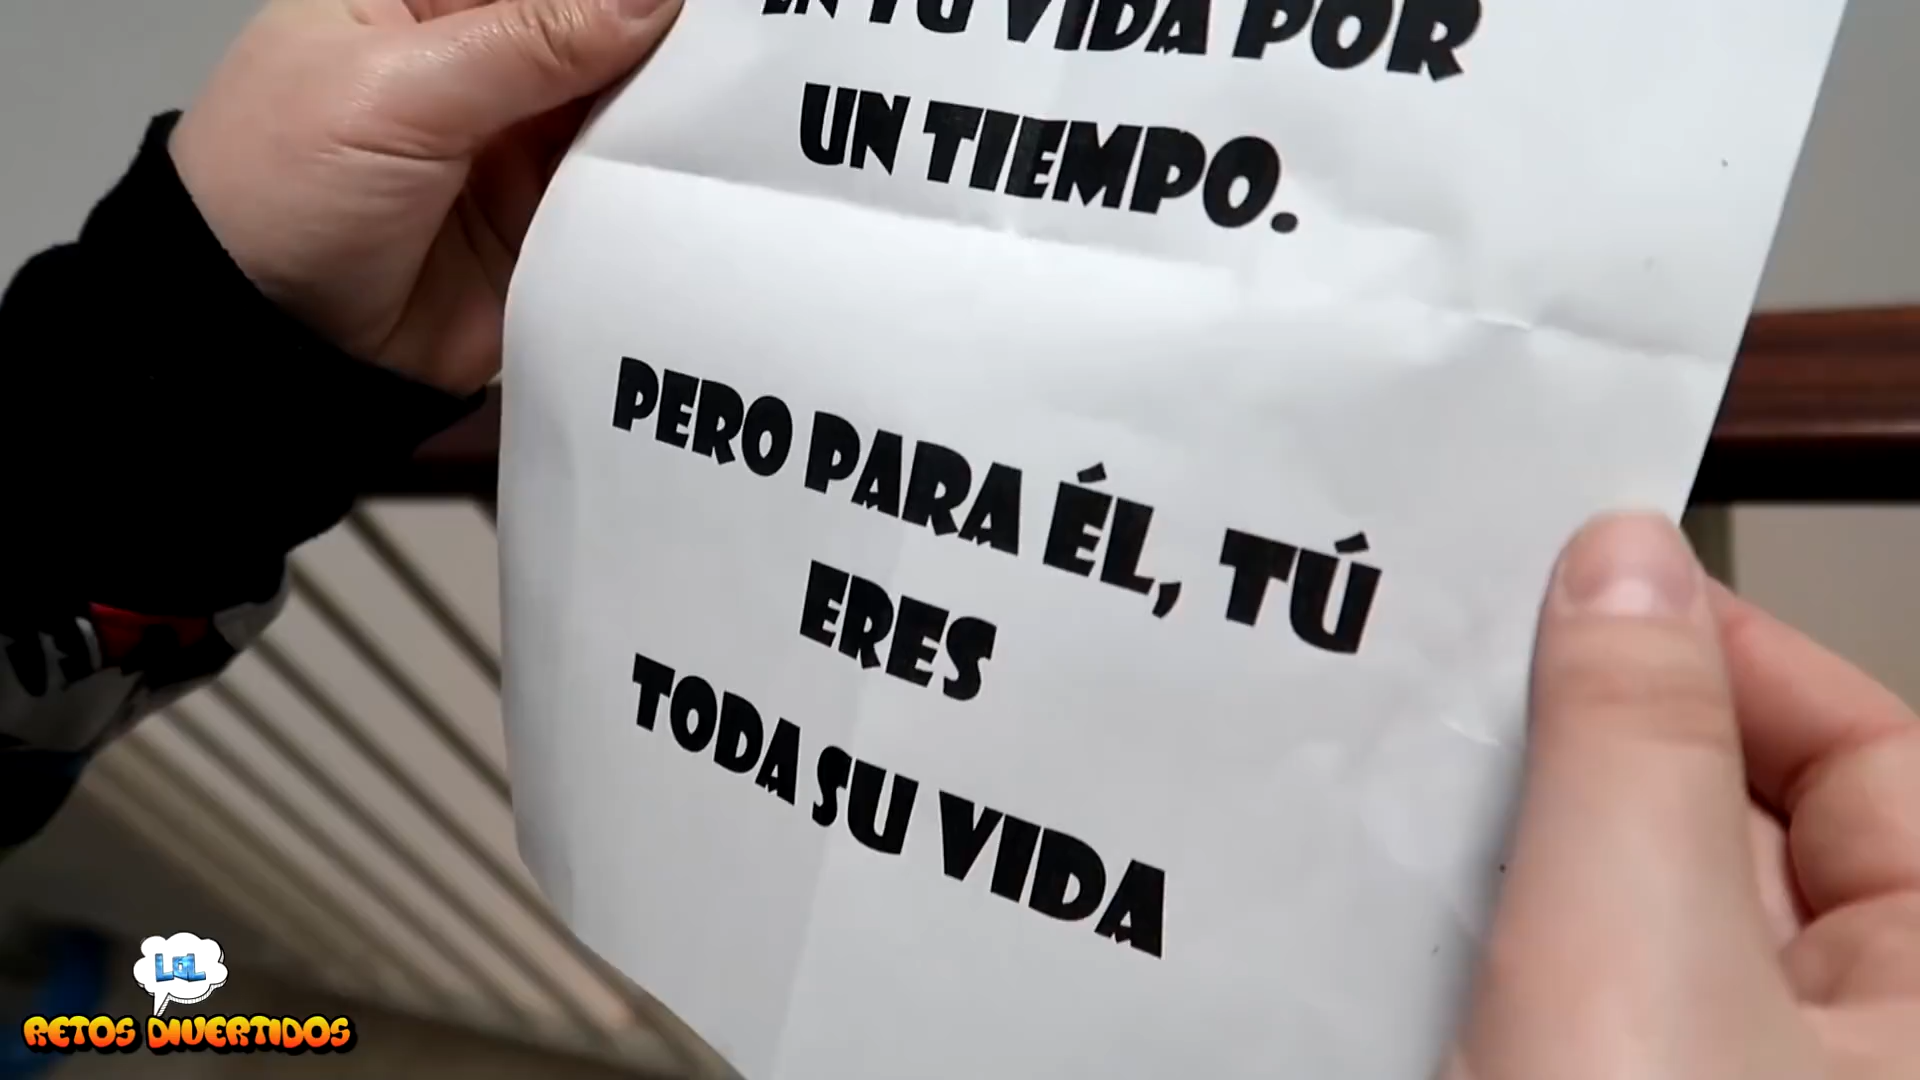 EN TU VIDA POR
UN TIEMPO.
PERO PARA ÉL, TÚ
ERES
TODA SU VIDA
LOL
RETOS DIVERTIDOS